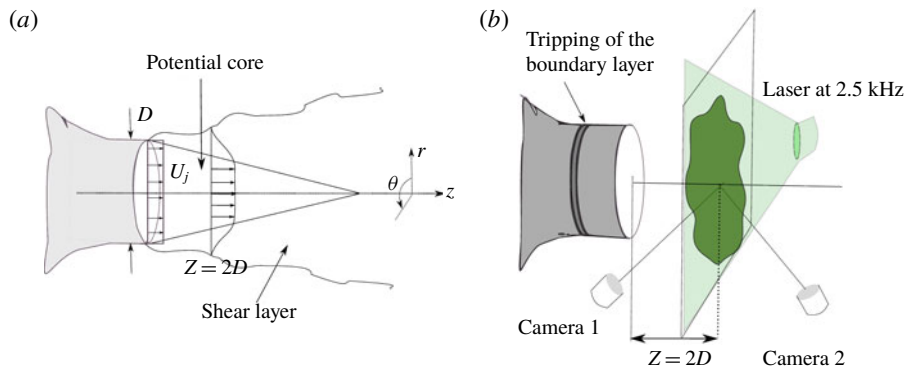 (a)
Potential core
D
U_j
r
θ
z
Z = 2D
Shear layer
(b)
Tripping of the
boundary layer
Laser at 2.5 kHz
Camera 1
Z = 2D
Camera 2